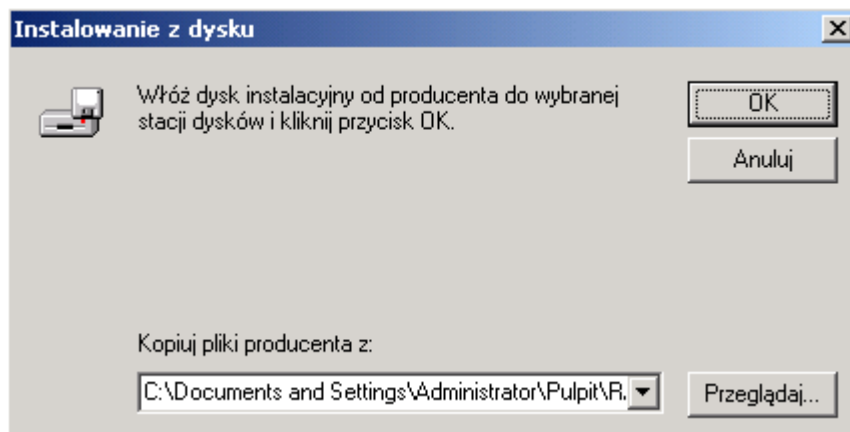 Instalowanie z dysku
Włóż dysk instalacyjny od producenta do wybranej
stacji dysków i kliknij przycisk OK.
OK
Anuluj
Kopiuj pliki producenta z:
C:\Documents and Settings\Administrator\Pulpit\R.
Przeglądaj...